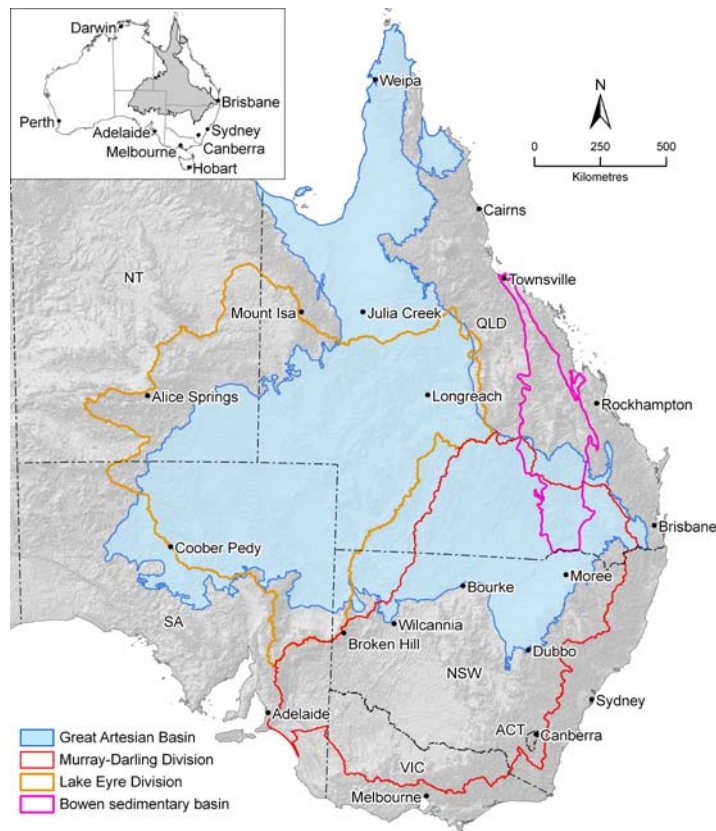 Darwin
Brisbane
Perth
Adelaide
Sydney
Melbourne
Canberra
Hobart
N
0 250 500
Kilometres
Weipa
Cairns
NT
Townsville
Mount Isa
Julia Creek
QLD
Alice Springs
Longreach
Rockhampton
Coober Pedy
Brisbane
Bourke
Moree
SA
Wilcannia
Broken Hill
Dubbo
NSW
Sydney
Adelaide
ACT
Canberra
Great Artesian Basin
Murray-Darling Division
Lake Eyre Division
Bowen sedimentary basin
VIC
Melbourne